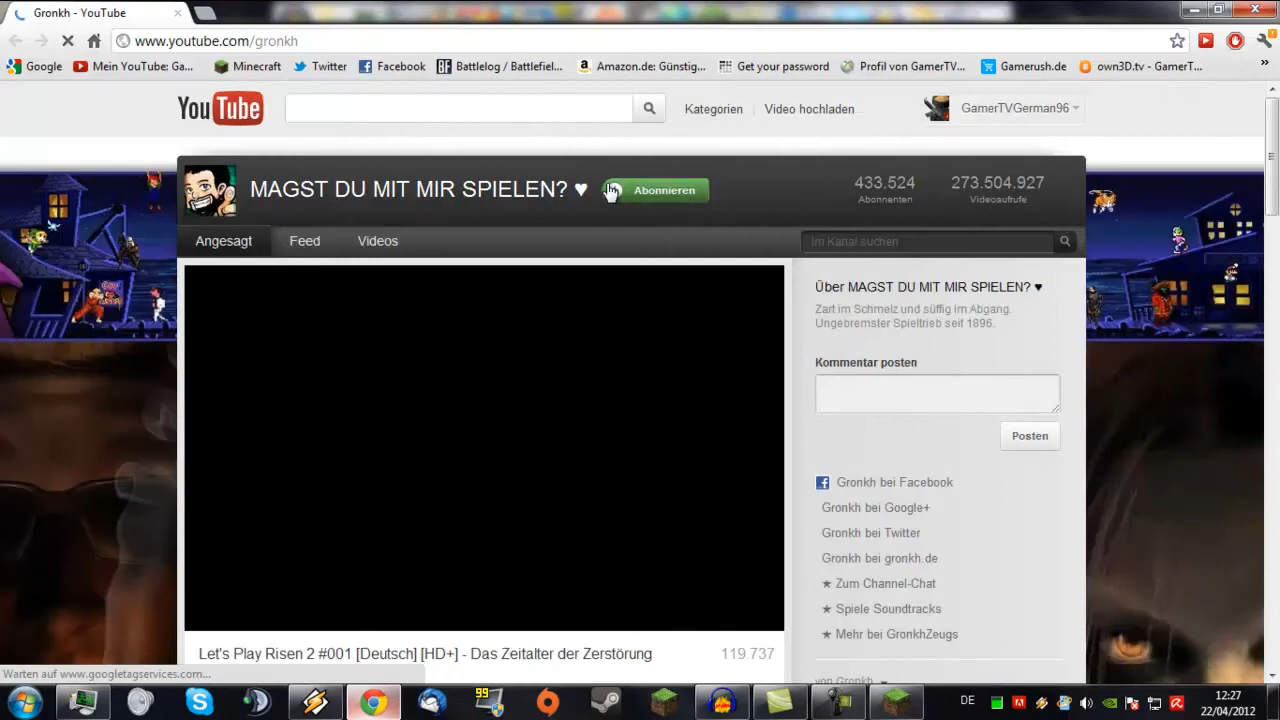 Gronkh - YouTube
www.youtube.com/gronkh
Google
Mein YouTube: Ga...
Minecraft
Twitter
Facebook
Battlelog / Battlefiel...
Amazon.de: Günstig...
Get your password
Profil von GamerTV...
Gamerush.de
own3D.tv - GamerT...
YouTube
Kategorien
Video hochladen
GamerTVGerman96
MAGST DU MIT MIR SPIELEN? ♥
Abonnieren
433.524
Abonnenten
273.504.927
Videoaufrufe
Angesagt
Feed
Videos
Im Kanal suchen
Über MAGST DU MIT MIR SPIELEN? ♥
Zart im Schmelz und süffig im Abgang.
Ungebremster Spieltrieb seit 1896.
Kommentar posten
Posten
Gronkh bei Facebook
Gronkh bei Google+
Gronkh bei Twitter
Gronkh bei gronkh.de
★ Zum Channel-Chat
★ Spiele Soundtracks
★ Mehr bei GronkhZeugs
Let's Play Risen 2 #001 [Deutsch] [HD+] - Das Zeitalter der Zerstörung
119.737
von Gronkh
Warten auf www.googletagservices.com...
99
DE
12:27
22/04/2012